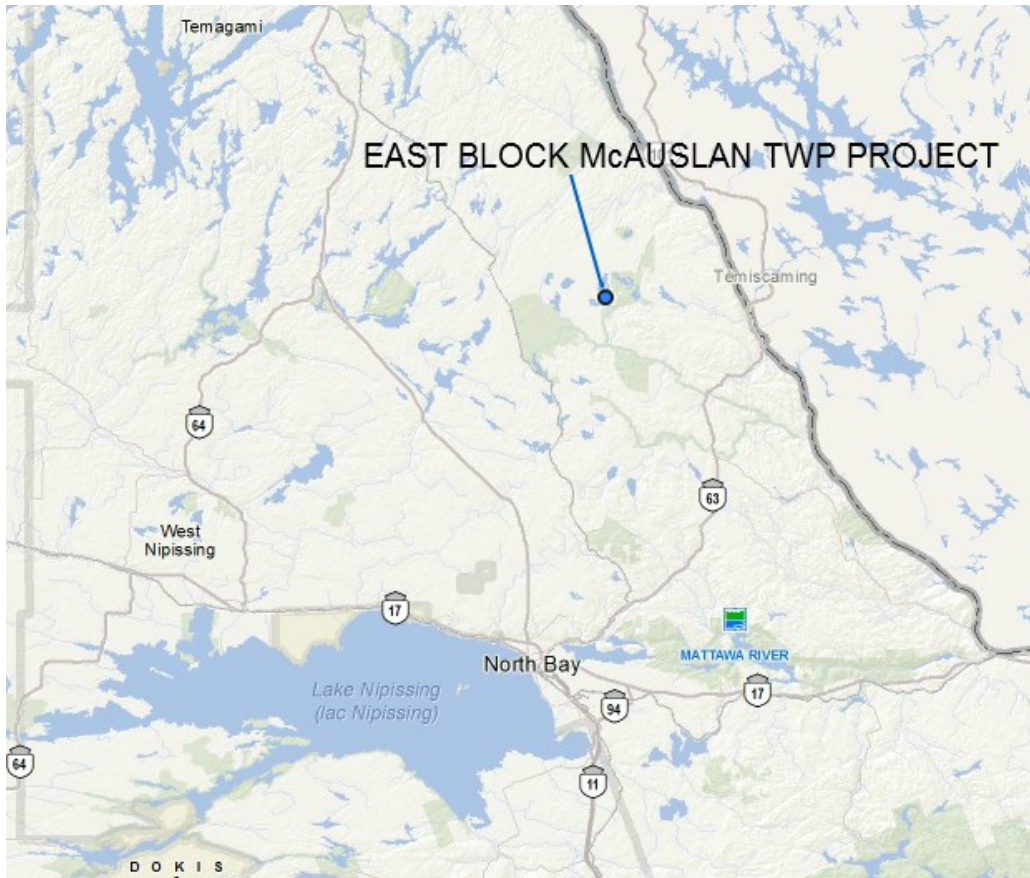 Temagami
EAST BLOCK McAUSLAN TWP PROJECT
Temiscaming
64
63
West
Nipissing
17
MATTAWA RIVER
North Bay
Lake Nipissing
(lac Nipissing)
17
94
64
11
DOKIS